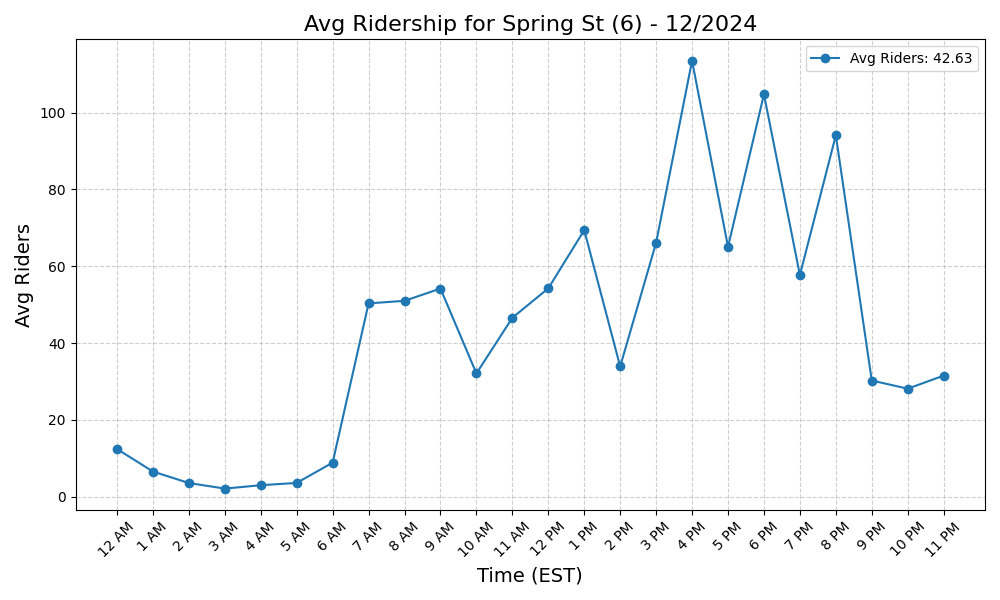 Avg Ridership for Spring St (6) - 12/2024
Avg Riders: 42.63
Avg Riders
100
80
60
40
20
0
12 AM
1 AM
2 AM
3 AM
4 AM
5 AM
6 AM
7 AM
8 AM
9 AM
10 AM
11 AM
12 PM
1 PM
2 PM
3 PM
4 PM
5 PM
6 PM
7 PM
8 PM
9 PM
10 PM
11 PM
Time (EST)